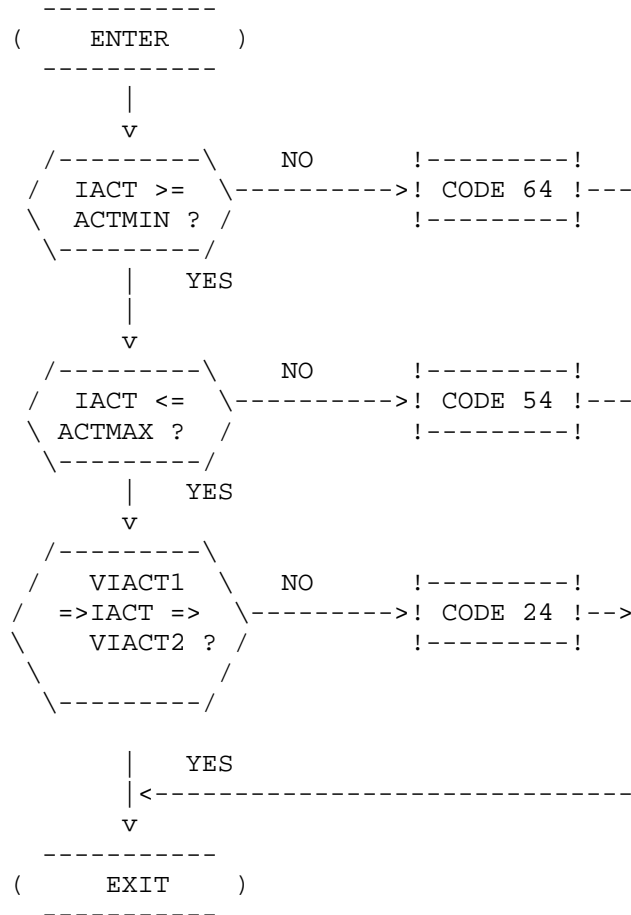 ENTER
NO
IACT >=
CODE 64
ACTMIN ?
YES
NO
IACT <=
CODE 54
ACTMAX ?
YES
VIACT1
NO
=>IACT =>
CODE 24
VIACT2 ?
YES
EXIT